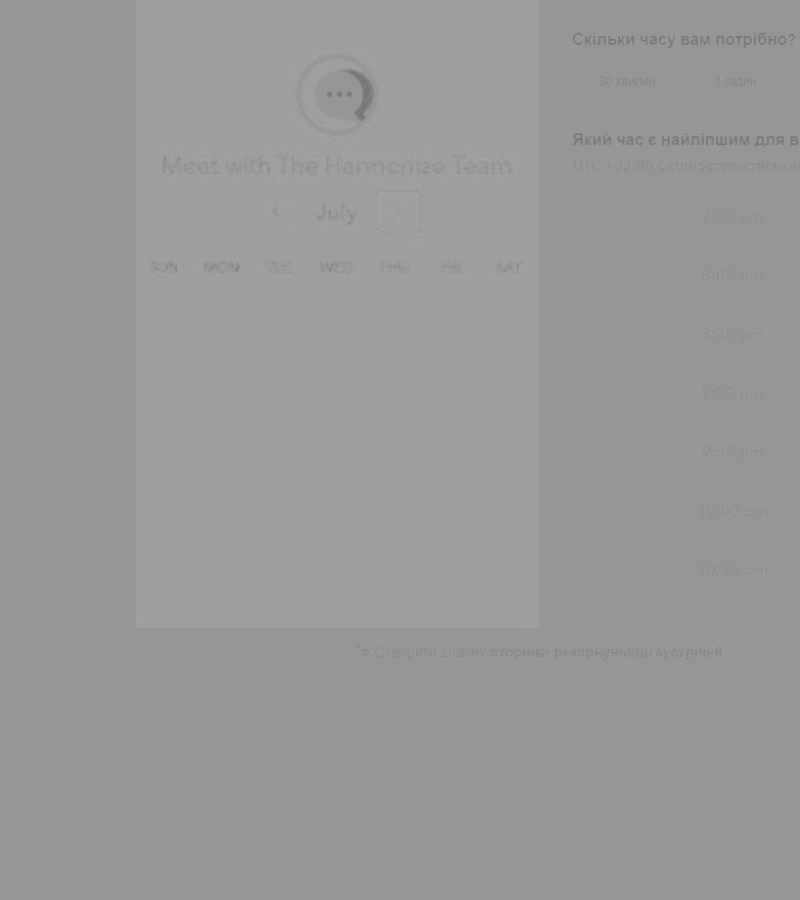 Meet with The Harmonize Team
July
SUN MON TUE WED THU FRI SAT
Скільки часу вам потрібно?
30 хвилин 1 годин
Який час є найліпшим для в
UTC +03:00 Східноєвропейський
7:30 pm
8:00 pm
8:30 pm
9:00 pm
9:30 pm
10:00 pm
10:30 pm
Створити власну сторінка резервування зустрічей